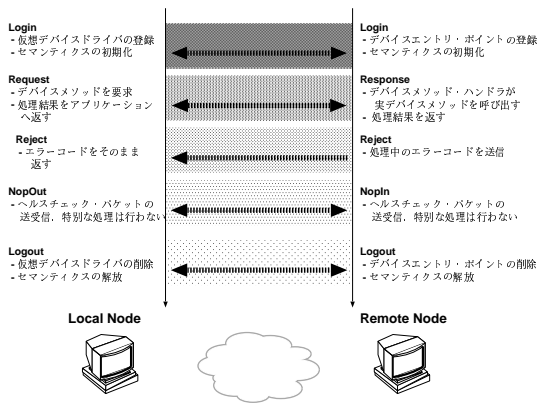 Login
- 仮想デバイスドライバの登録
- セマンティクスの初期化
Request
- デバイスメソッドを要求
- 処理結果をアプリケーション
へ返す
Reject
- エラーコードをそのまま
返す
NopOut
- ヘルスチェック・パケットの
送受信．特別な処理は行わない
Logout
- 仮想デバイスドライバの削除
- セマンティクスの解放
Local Node
Login
- デバイスエントリ・ポイントの登録
- セマンティクスの初期化
Response
- デバイスメソッド・ハンドラが
実デバイスメソッドを呼び出す
- 処理結果を返す
Reject
- 処理中のエラーコードを送信
NopIn
- ヘルスチェック・パケットの
送受信．特別な処理は行わない
Logout
- デバイスエントリ・ポイントの削除
- セマンティクスの解放
Remote Node